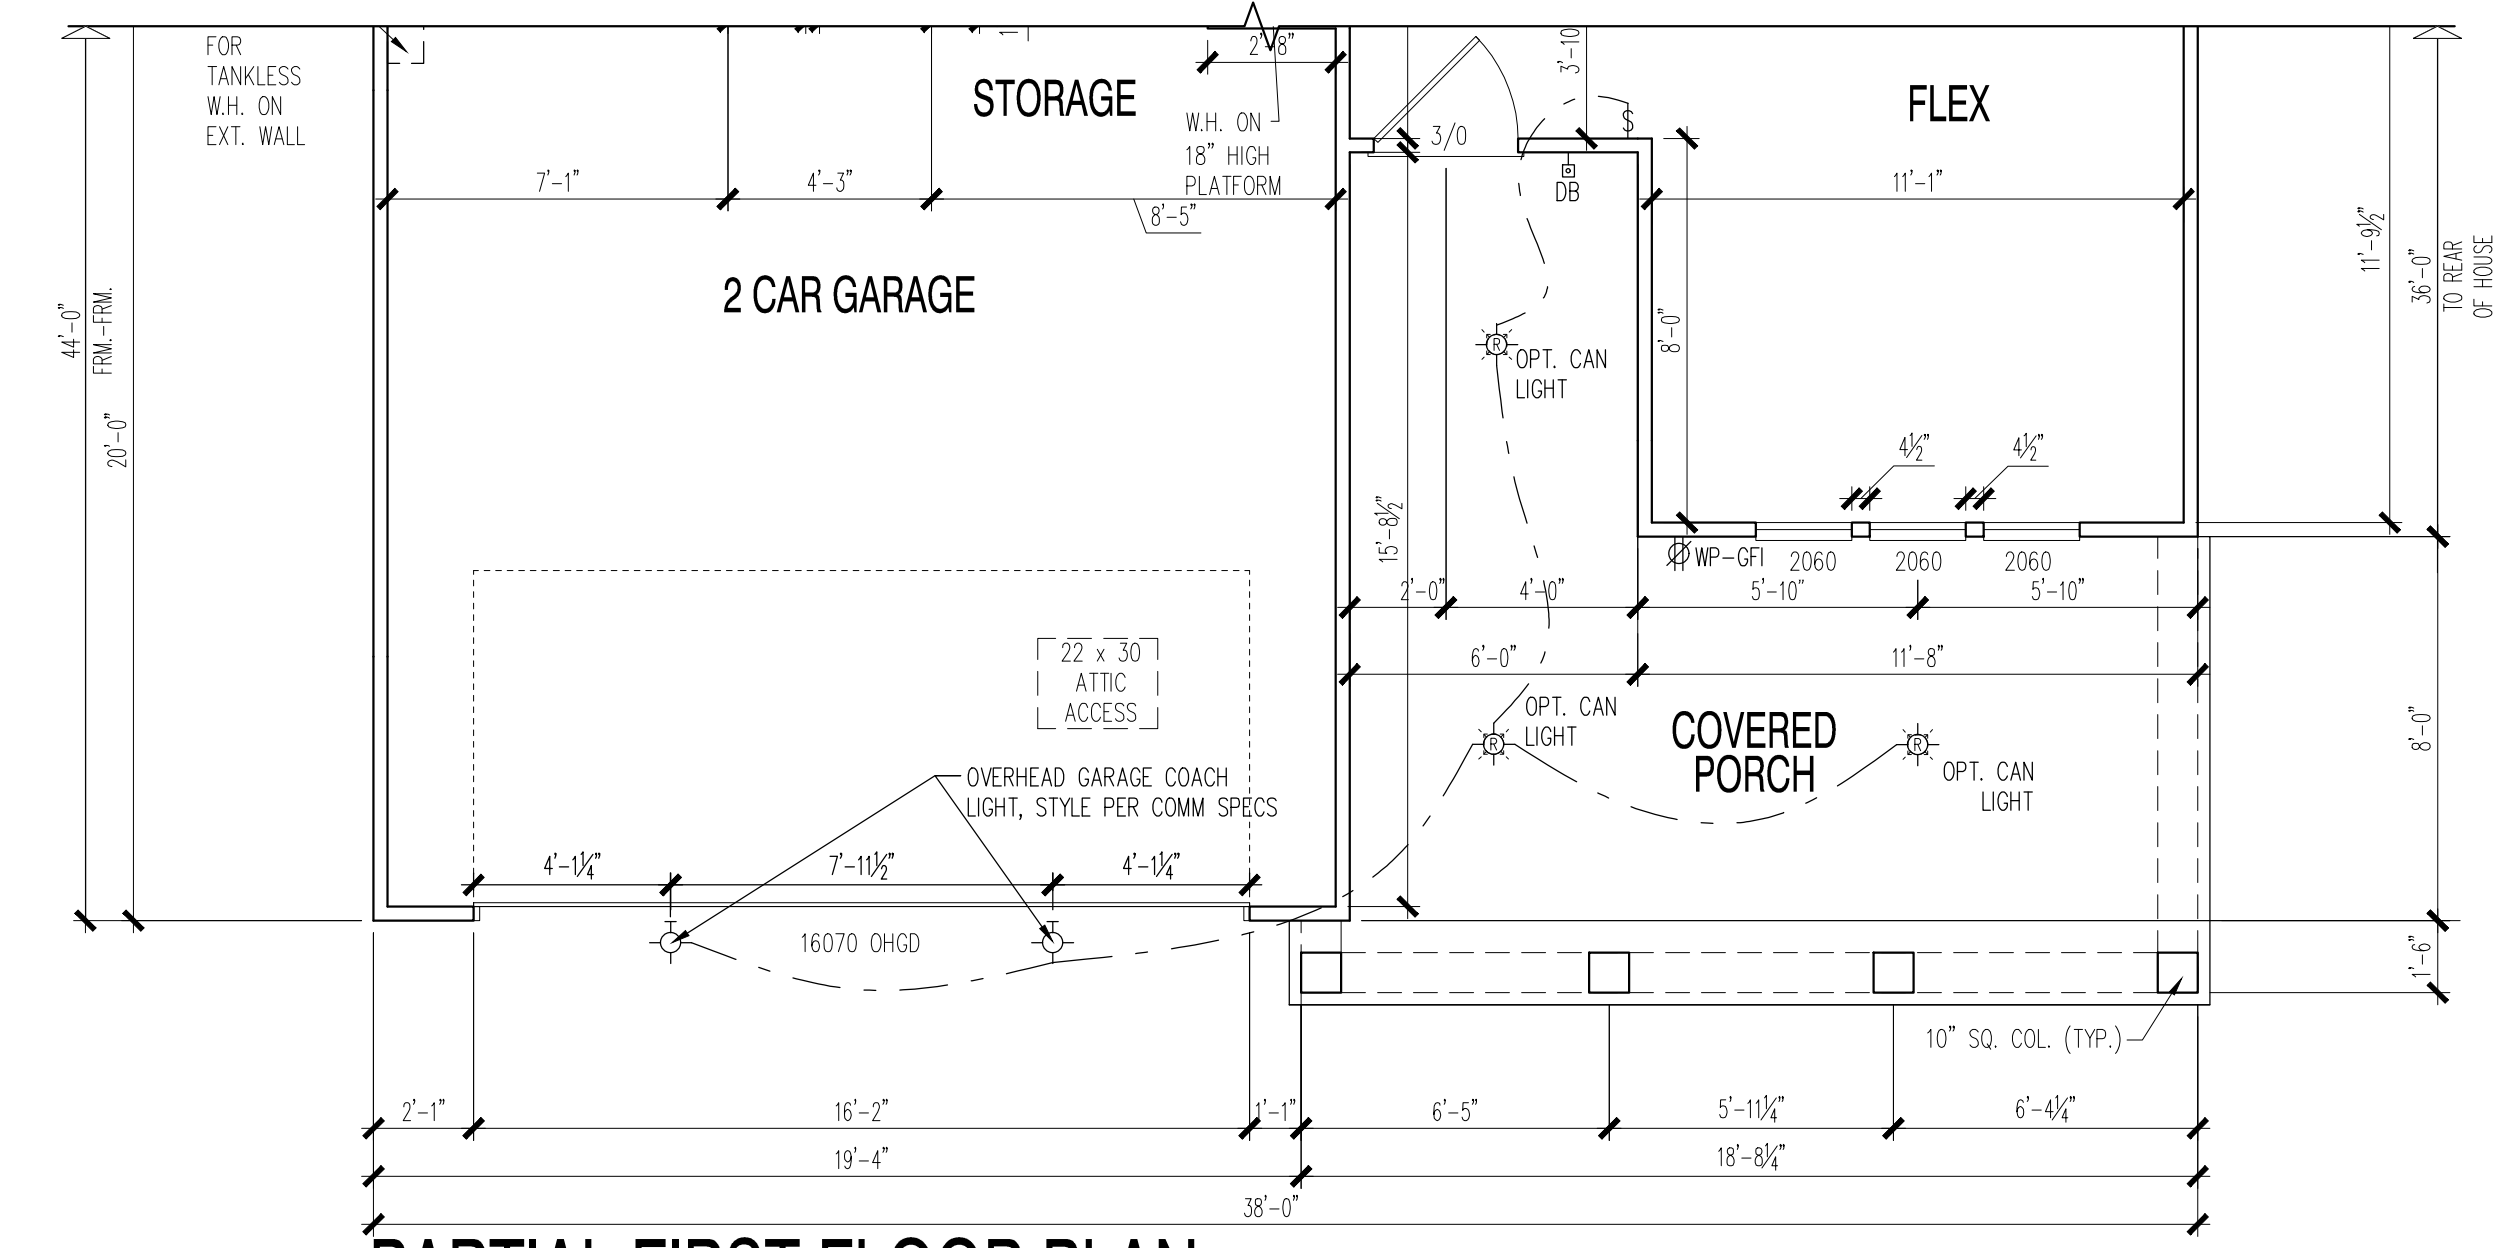 FOR
TANKLESS
W.H. ON
EXT. WALL
STORAGE
2'-8"
W.H. ON
18" HIGH
PLATFORM
3/0
3'-10
S
DB
FLEX
7'-1"
4'-3"
8'-5"
11'-1"
11'-9½"
36'-0"
TO REAR
OF HOUSE
44'-0"
FRM.-FRM.
20'-0"
2 CAR GARAGE
8'-0"
R
OPT. CAN
LIGHT
4½"
4½"
15'-8½"
WP-GFI
2060
2060
2060
2'-0"
4'-0"
5'-10"
5'-10"
22 x 30
ATTIC
ACCESS
6'-0"
11'-8"
R
OPT. CAN
LIGHT
COVERED
PORCH
R
OPT. CAN
LIGHT
8'-0"
OVERHEAD GARAGE COACH
LIGHT, STYLE PER COMM SPECS
4'-1¼"
7'-11½"
4'-1¼"
16070 OHGD
1'-6"
10" SQ. COL. (TYP.)
2'-1"
16'-2"
1'-1"
6'-5"
5'-11¼"
6'-4¼"
19'-4"
18'-8¼"
38'-0"
PARTIAL FIRST FLOOR PLAN